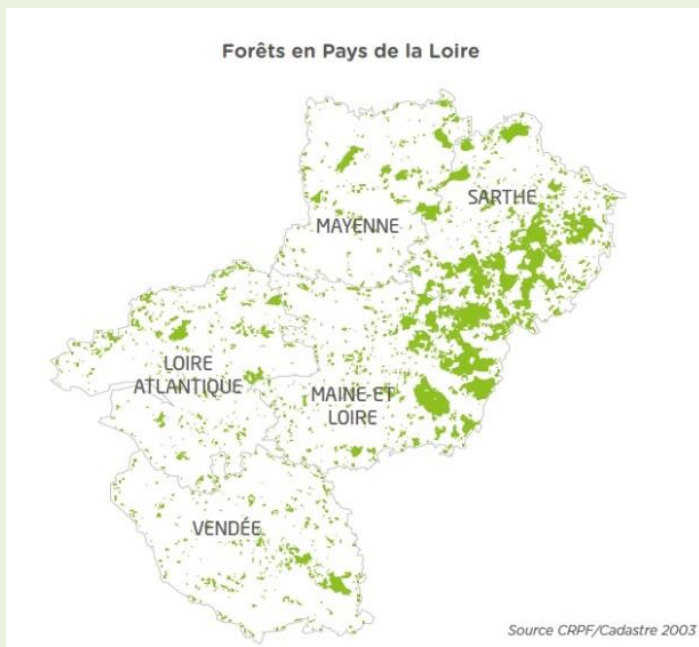 Forêts en Pays de la Loire
SARTHE
MAYENNE
LOIRE
ATLANTIQUE
MAINE-ET
LOIRE
VENDÉE
Source CRPF/Cadastre 2003